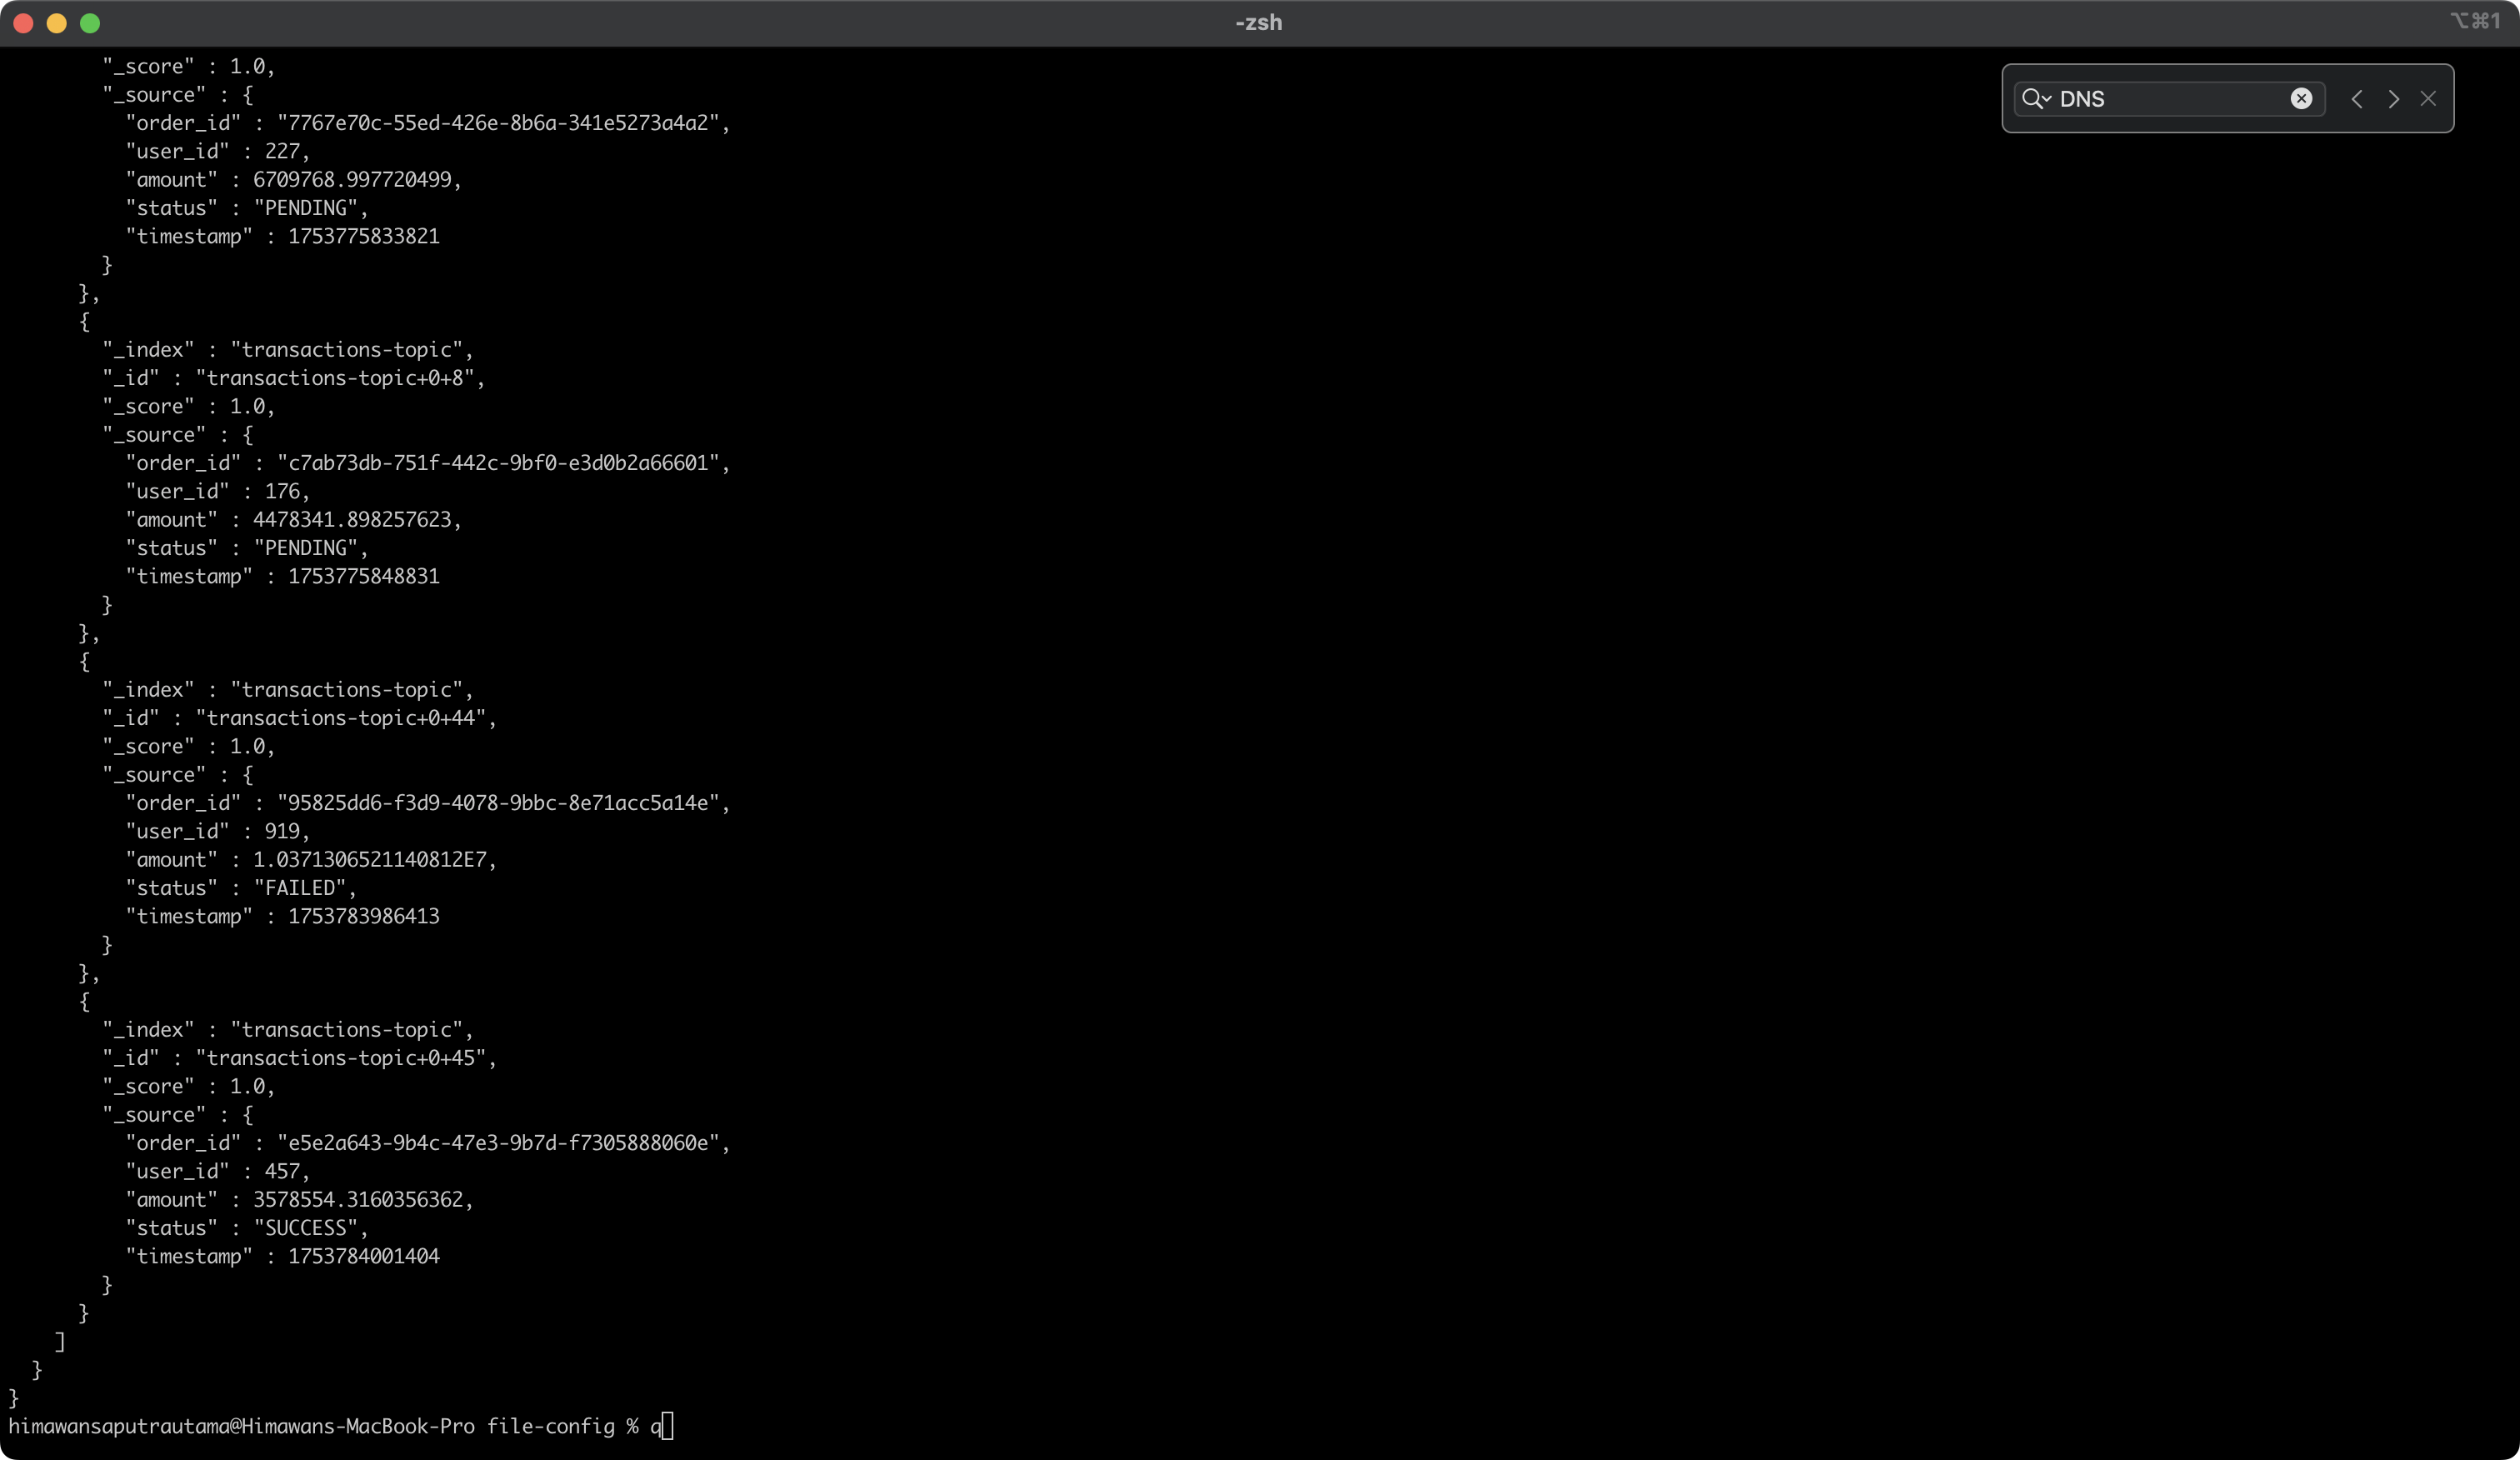 -zsh
⌥⌘1
DNS
"_score" : 1.0,
"_source" : {
"order_id" : "7767e70c-55ed-426e-8b6a-341e5273a4a2",
"user_id" : 227,
"amount" : 6709768.997720499,
"status" : "PENDING",
"timestamp" : 1753775833821
}
},
{
"_index" : "transactions-topic",
"_id" : "transactions-topic+0+8",
"_score" : 1.0,
"_source" : {
"order_id" : "c7ab73db-751f-442c-9bf0-e3d0b2a66601",
"user_id" : 176,
"amount" : 4478341.898257623,
"status" : "PENDING",
"timestamp" : 1753775848831
}
},
{
"_index" : "transactions-topic",
"_id" : "transactions-topic+0+44",
"_score" : 1.0,
"_source" : {
"order_id" : "95825dd6-f3d9-4078-9bbc-8e71acc5a14e",
"user_id" : 919,
"amount" : 1.0371306521140812E7,
"status" : "FAILED",
"timestamp" : 1753783986413
}
},
{
"_index" : "transactions-topic",
"_id" : "transactions-topic+0+45",
"_score" : 1.0,
"_source" : {
"order_id" : "e5e2a643-9b4c-47e3-9b7d-f7305888060e",
"user_id" : 457,
"amount" : 3578554.3160356362,
"status" : "SUCCESS",
"timestamp" : 1753784001404
}
}
]
}
}
himawansaputrautama@Himawans-MacBook-Pro file-config % q